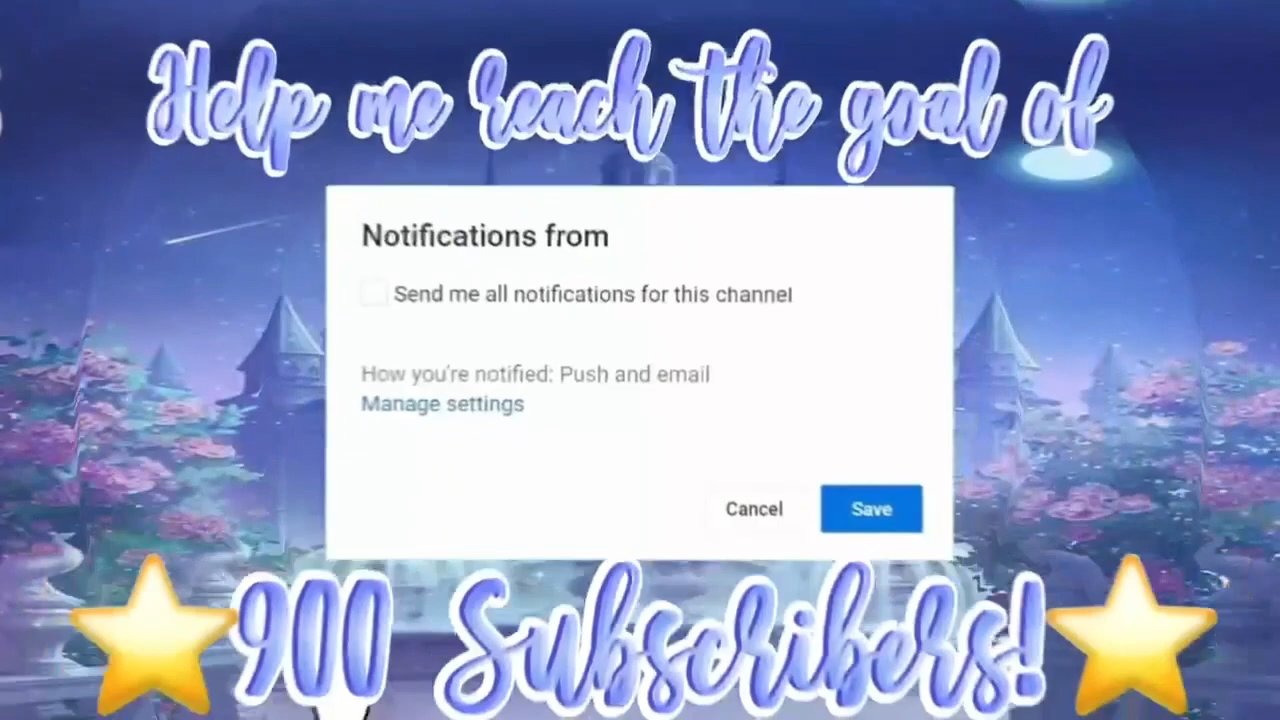 Help me reach the goal of
Notifications from
Send me all notifications for this channel
How you're notified: Push and email
Manage settings
Cancel
Save
900 Subscribers!